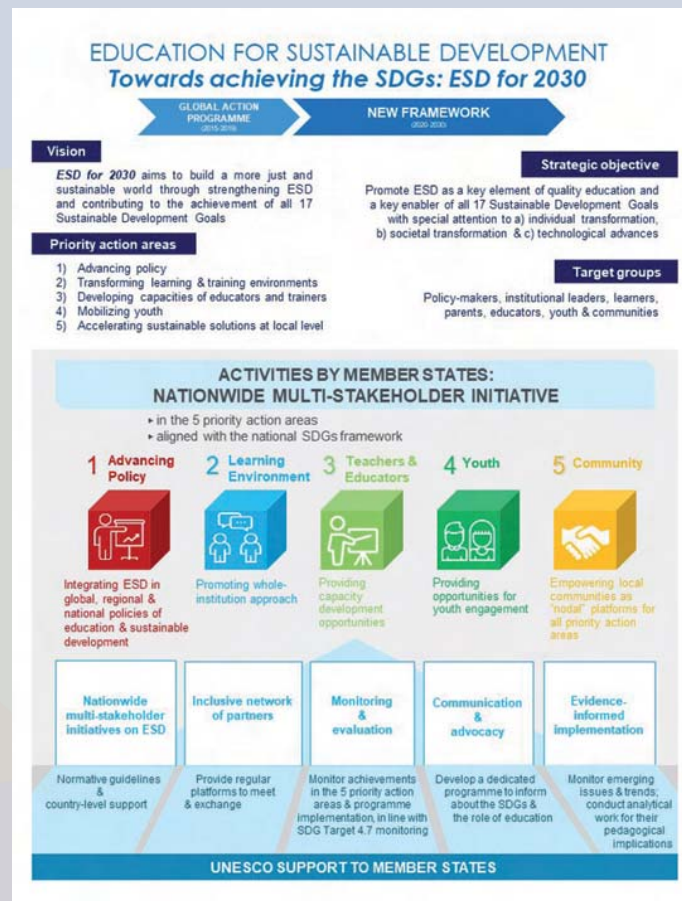 EDUCATION FOR SUSTAINABLE DEVELOPMENT
Towards achieving the SDGs: ESD for 2030
GLOBAL ACTION
PROGRAMME
(2015-2019)
NEW FRAMEWORK
(2020-2030)
Vision
ESD for 2030 aims to build a more just and
sustainable world through strengthening ESD
and contributing to the achievement of all 17
Sustainable Development Goals
Strategic objective
Promote ESD as a key element of quality education and
a key enabler of all 17 Sustainable Development Goals
with special attention to a) individual transformation,
b) societal transformation & c) technological advances
Priority action areas
1) Advancing policy
2) Transforming learning & training environments
3) Developing capacities of educators and trainers
4) Mobilizing youth
5) Accelerating sustainable solutions at local level
Target groups
Policy-makers, institutional leaders, learners,
parents, educators, youth & communities
ACTIVITIES BY MEMBER STATES:
NATIONWIDE MULTI-STAKEHOLDER INITIATIVE
▸ in the 5 priority action areas
▸ aligned with the national SDGs framework
1 Advancing
Policy
2 Learning
Environment
3 Teachers &
Educators
4 Youth
5 Community
Integrating ESD in
global, regional &
national policies of
education & sustainable
development
Promoting whole-
institution approach
Providing
capacity
development
opportunities
Providing
opportunities for
youth engagement
Empowering local
communties as
"nodal" platforms for
all priority action
areas
Nationwide
multi-stakeholder
initiatives on ESD
Inclusive network
of partners
Monitoring
&
evaluation
Communication
&
advocacy
Evidence-
informed
implementation
Normative guidelines
&
country-level support
Provide regular
platforms to meet
& exchange
Monitor achievements
in the 5 priority action
areas & programme
implementation, in line with
SDG Target 4.7 monitoring
Develop a dedicated
programme to inform
about the SDGs &
the role of education
Monitor emerging
issues & trends;
conduct analytical
work for their
pedagogical
implications
UNESCO SUPPORT TO MEMBER STATES